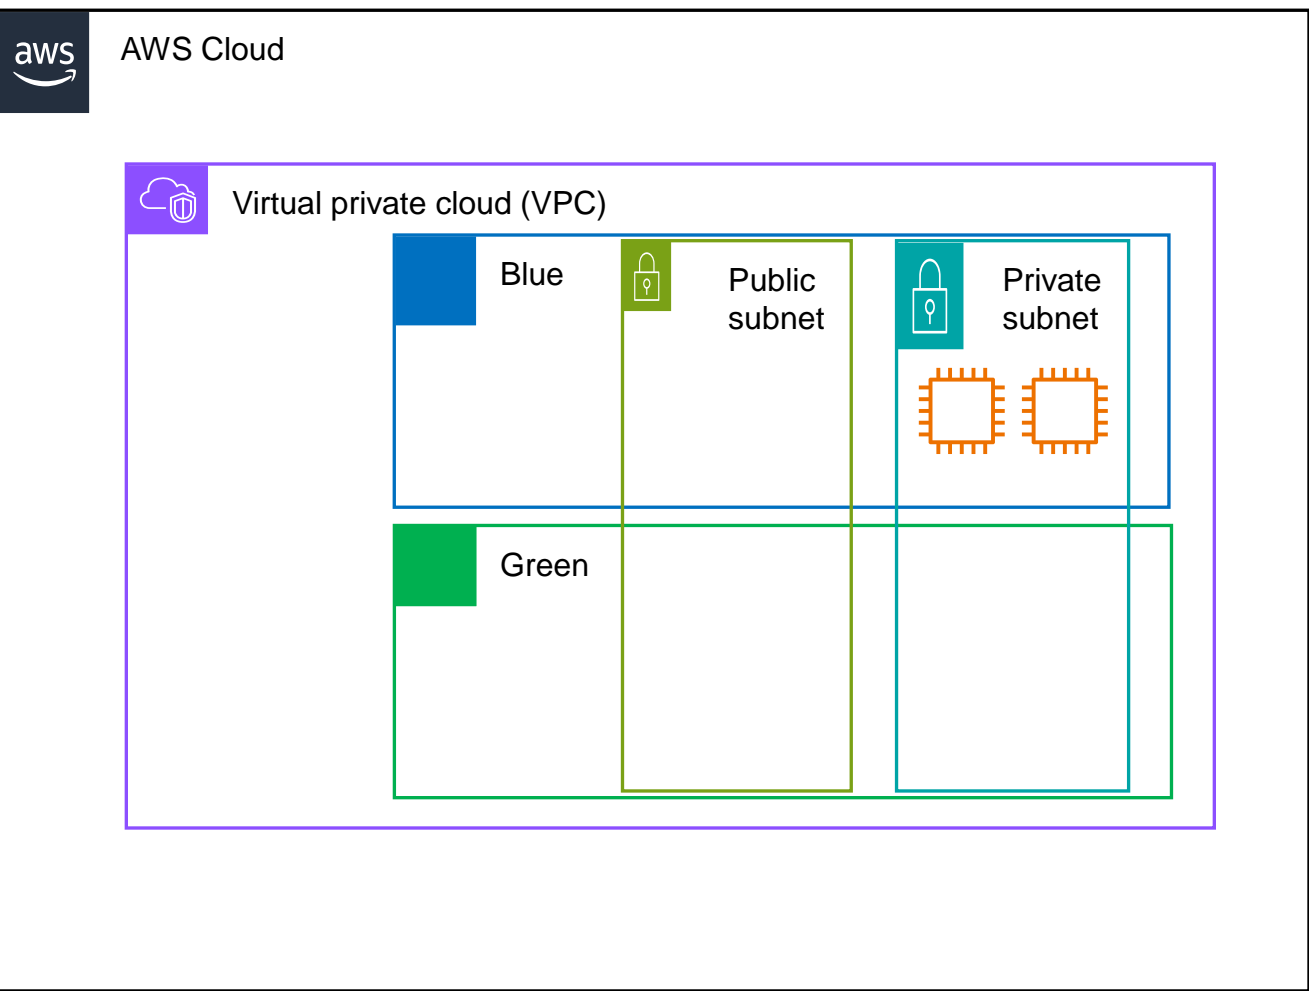 aws
AWS Cloud
Virtual private cloud (VPC)
Blue
Public
subnet
Private
subnet
Green